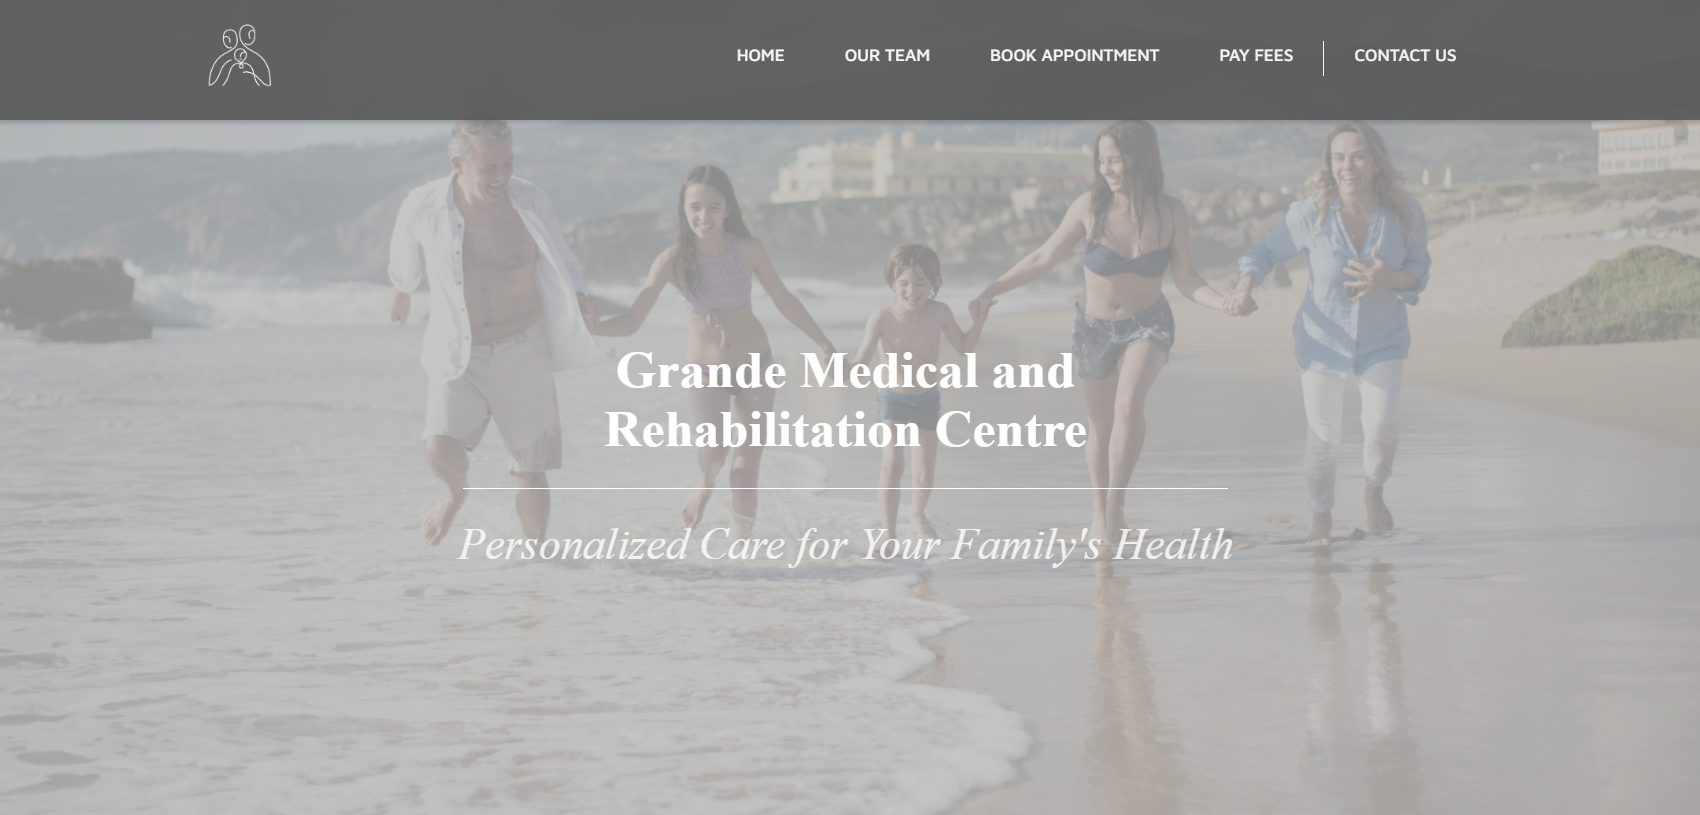 HOME
OUR TEAM
BOOK APPOINTMENT
PAY FEES
CONTACT US
Grande Medical and
Rehabilitation Centre
Personalized Care for Your Family's Health